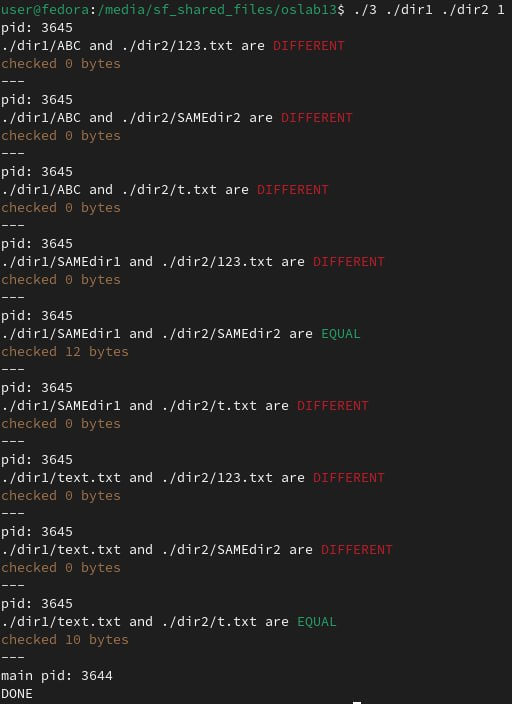 user@fedora:/media/sf_shared_files/oslab13$ ./3 ./dir1 ./dir2 1
pid: 3645
./dir1/ABC and ./dir2/123.txt are DIFFERENT
checked 0 bytes
---
pid: 3645
./dir1/ABC and ./dir2/SAMEdir2 are DIFFERENT
checked 0 bytes
---
pid: 3645
./dir1/ABC and ./dir2/t.txt are DIFFERENT
checked 0 bytes
---
pid: 3645
./dir1/SAMEdir1 and ./dir2/123.txt are DIFFERENT
checked 0 bytes
---
pid: 3645
./dir1/SAMEdir1 and ./dir2/SAMEdir2 are EQUAL
checked 12 bytes
---
pid: 3645
./dir1/SAMEdir1 and ./dir2/t.txt are DIFFERENT
checked 0 bytes
---
pid: 3645
./dir1/text.txt and ./dir2/123.txt are DIFFERENT
checked 0 bytes
---
pid: 3645
./dir1/text.txt and ./dir2/SAMEdir2 are DIFFERENT
checked 0 bytes
---
pid: 3645
./dir1/text.txt and ./dir2/t.txt are EQUAL
checked 10 bytes
---
main pid: 3644
DONE